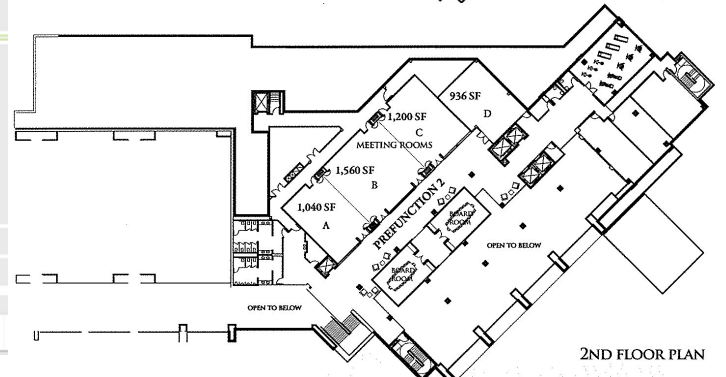 936 SF
D
1,200 SF
C
MEETING ROOMS
1,560 SF
B
1,040 SF
A
PREFUNCTION 2
BOARD
ROOM
BOARD
ROOM
OPEN TO BELOW
OPEN TO BELOW
2ND FLOOR PLAN